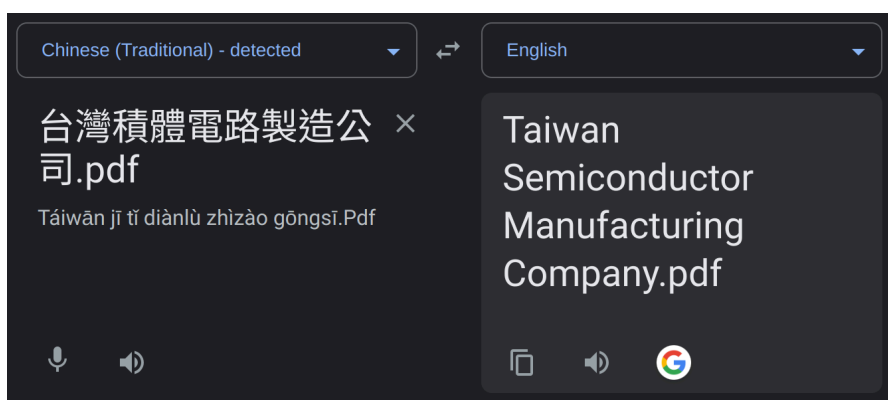 Chinese (Traditional) - detected
English
台灣積體電路製造公
司.pdf
Táiwān jī tǐ diànlù zhìzào gōngsī.Pdf
Taiwan
Semiconductor
Manufacturing
Company.pdf